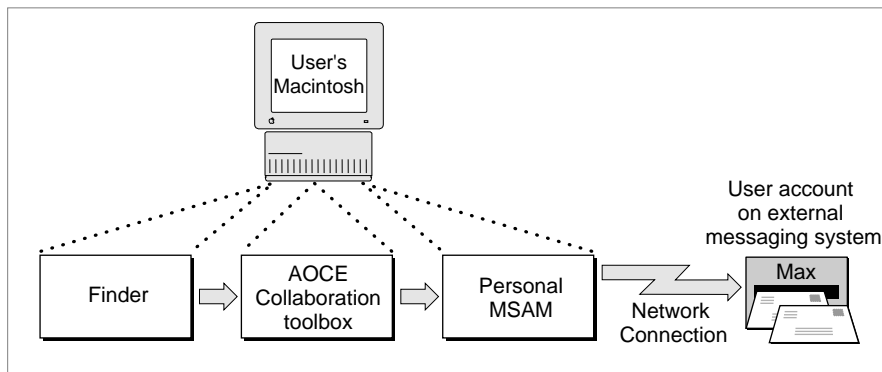 User's
Macintosh
User account
on external
messaging system
Finder
AOCE
Collaboration
toolbox
Personal
MSAM
Max
Network
Connection